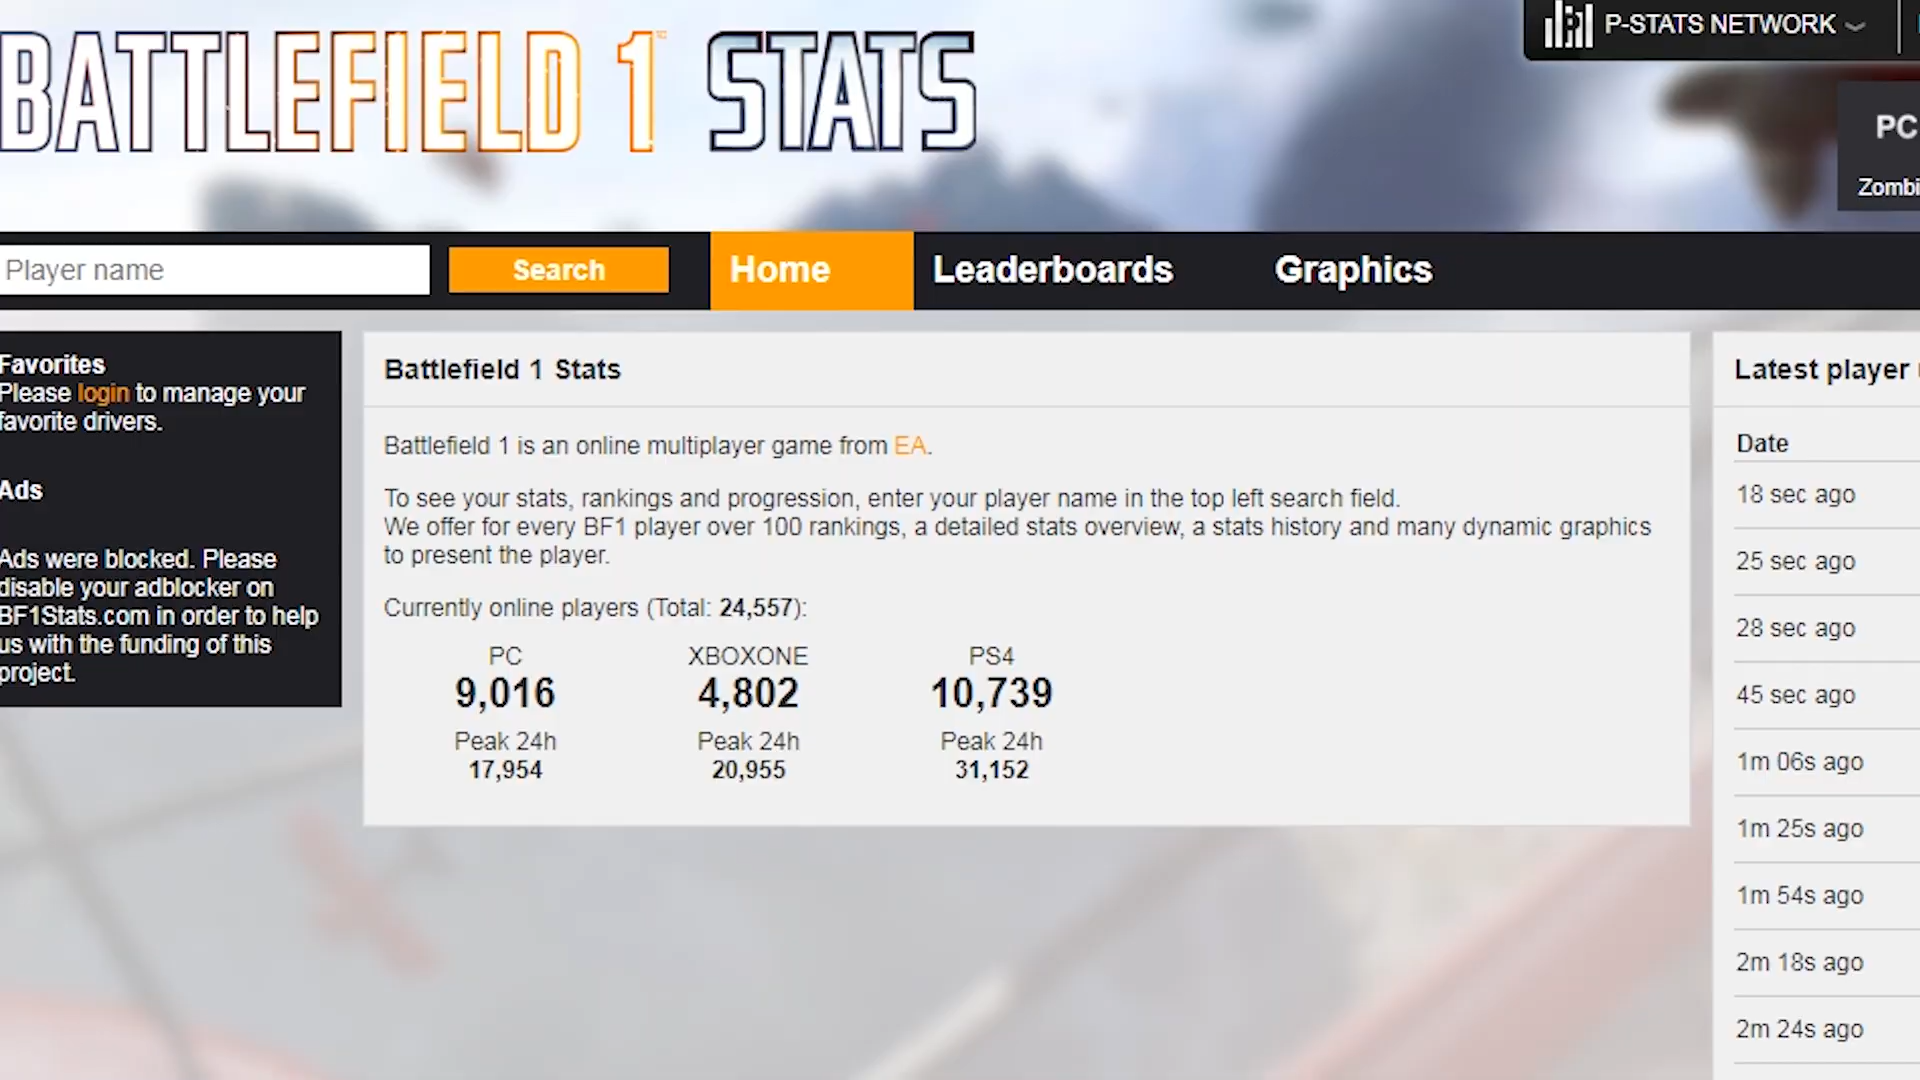 BATTLEFIELD 1 STATS
P-STATS NETWORK
PC
Zombi
Player name
Search
Home
Leaderboards
Graphics
Favorites
Please login to manage your
favorite drivers.
Ads
Ads were blocked. Please
disable your adblocker on
BF1Stats.com in order to help
us with the funding of this
project.
Battlefield 1 Stats
Battlefield 1 is an online multiplayer game from EA.
To see your stats, rankings and progression, enter your player name in the top left search field.
We offer for every BF1 player over 100 rankings, a detailed stats overview, a stats history and many dynamic graphics
to present the player.
Currently online players (Total: 24,557):
PC XBOXONE PS4
9,016 4,802 10,739
Peak 24h Peak 24h Peak 24h
17,954 20,955 31,152
Latest player
Date
18 sec ago
25 sec ago
28 sec ago
45 sec ago
1m 06s ago
1m 25s ago
1m 54s ago
2m 18s ago
2m 24s ago